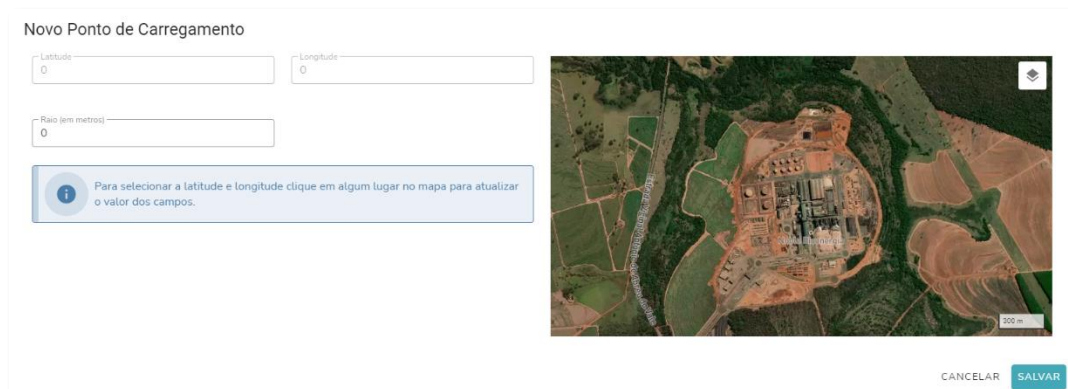 Novo Ponto de Carregamento
Latitude
0
Longitude
0
Raio (em metros)
0
Para selecionar a latitude e longitude clique em algum lugar no mapa para atualizar
o valor dos campos.
300 m
CANCELAR
SALVAR